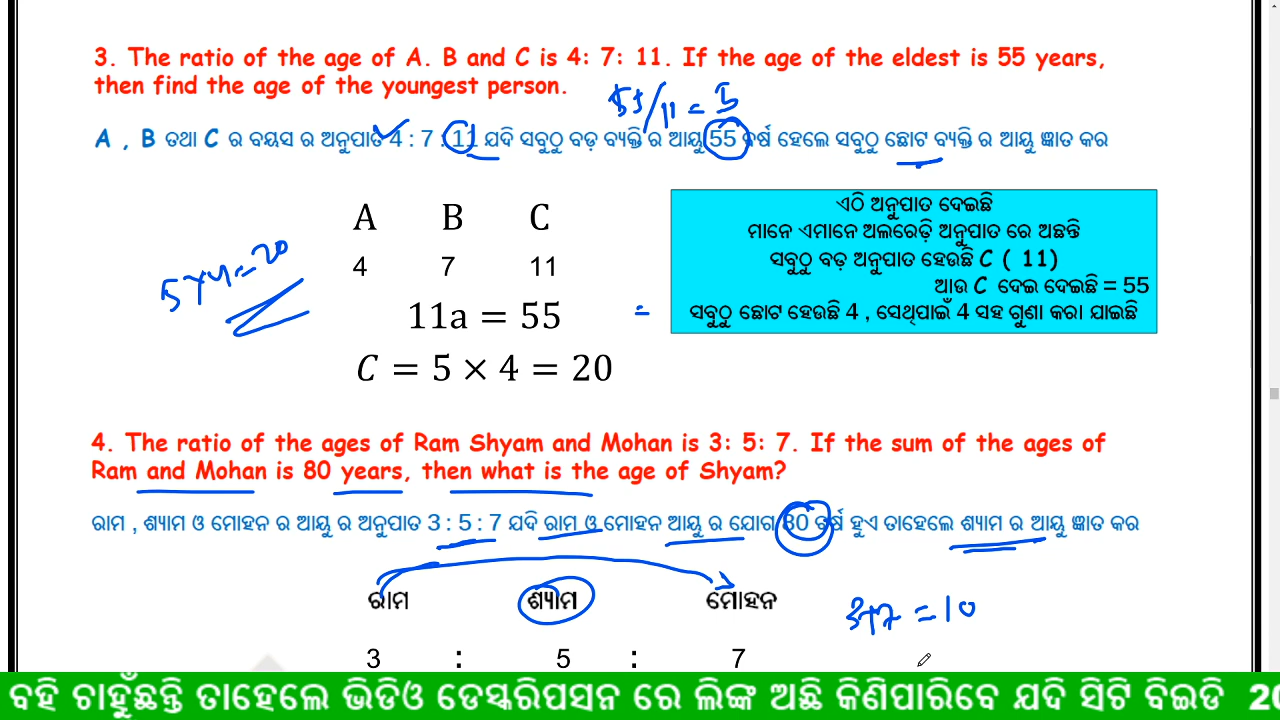 3. The ratio of the age of A. B and C is 4: 7: 11. If the age of the eldest is 55 years,
then find the age of the youngest person.
55/11 = 5
A , B ତଥା C ର ବୟସ ର ଅନୁପାତ 4 : 7 : 11 ଯଦି ସବୁଠୁ ବଡ଼ ବ୍ୟକ୍ତି ର ଆୟୁ 55 ବର୍ଷ ହେଲେ ସବୁଠୁ ଛୋଟ ବ୍ୟକ୍ତି ର ଆୟୁ ଜ୍ଞାତ କର
A B C
4 7 11
11a = 55
C = 5 × 4 = 20
5×4=20
=
ଏଠି ଅନୁପାତ ଦେଇଛି
ମାନେ ଏମାନେ ଅଲରେଡ଼ି ଅନୁପାତ ରେ ଅଛନ୍ତି
ସବୁଠୁ ବଡ଼ ଅନୁପାତ ହେଉଛି C ( 11)
ଆଉ C ଦେଇ ଦେଇଛି = 55
ସବୁଠୁ ଛୋଟ ହେଉଛି 4 , ସେଥିପାଇଁ 4 ସହ ଗୁଣା କରା ଯାଇଛି
4. The ratio of the ages of Ram Shyam and Mohan is 3: 5: 7. If the sum of the ages of
Ram and Mohan is 80 years, then what is the age of Shyam?
ରାମ , ଶ୍ୟାମ ଓ ମୋହନ ର ଆୟୁ ର ଅନୁପାତ 3 : 5 : 7 ଯଦି ରାମ ଓ ମୋହନ ଆୟୁ ର ଯୋଗ 80 ବର୍ଷ ହୁଏ ତାହେଲେ ଶ୍ୟାମ ର ଆୟୁ ଜ୍ଞାତ କର
ରାମ ଶ୍ୟାମ ମୋହନ
3+7 = 10
3 : 5 : 7
ବହି ଚାହୁଁଛନ୍ତି ତାହେଲେ ଭିଡିଓ ଡେସ୍କରିପସନ ରେ ଲିଙ୍କ ଅଛି କିଣିପାରିବେ ଯଦି ସିଟି ବିଇଡି 20